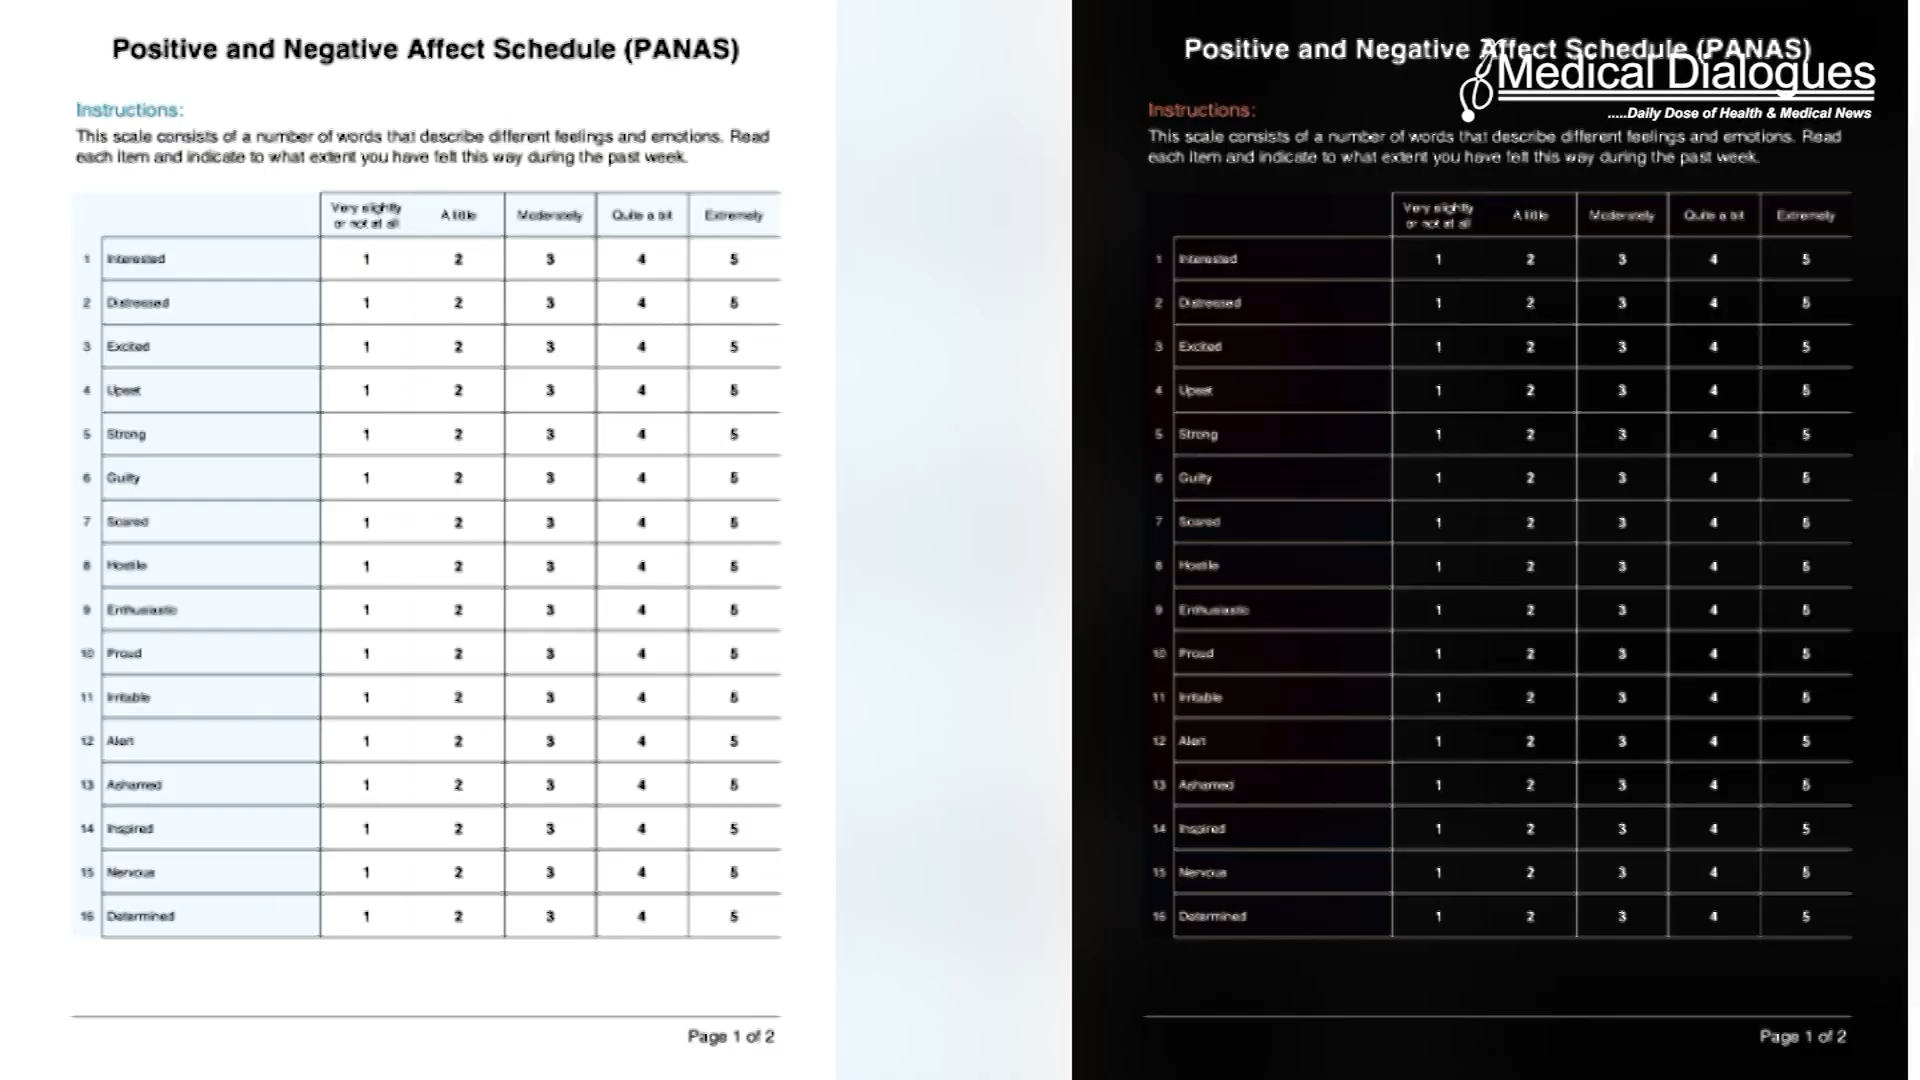 Positive and Negative Affect Schedule (PANAS)
Instructions:
This scale consists of a number of words that describe different feelings and emotions. Read
each item and indicate to what extent you have felt this way during the past week.
Very slightly
or not at all
A little
Moderately
Quite a bit
Extremely
1 Interested 1 2 3 4 5
2 Distressed 1 2 3 4 5
3 Excited 1 2 3 4 5
4 Upset 1 2 3 4 5
5 Strong 1 2 3 4 5
6 Guilty 1 2 3 4 5
7 Scared 1 2 3 4 5
8 Hostile 1 2 3 4 5
9 Enthusiastic 1 2 3 4 5
10 Proud 1 2 3 4 5
11 Irritable 1 2 3 4 5
12 Alert 1 2 3 4 5
13 Ashamed 1 2 3 4 5
14 Inspired 1 2 3 4 5
15 Nervous 1 2 3 4 5
16 Determined 1 2 3 4 5
Page 1 of 2
Positive and Negative Affect Schedule (PANAS)
Medical Dialogues
.....Daily Dose of Health & Medical News
Instructions:
This scale consists of a number of words that describe different feelings and emotions. Read
each item and indicate to what extent you have felt this way during the past week.
Very slightly
or not at all
A little
Moderately
Quite a bit
Extremely
1 Interested 1 2 3 4 5
2 Distressed 1 2 3 4 5
3 Excited 1 2 3 4 5
4 Upset 1 2 3 4 5
5 Strong 1 2 3 4 5
6 Guilty 1 2 3 4 5
7 Scared 1 2 3 4 5
8 Hostile 1 2 3 4 5
9 Enthusiastic 1 2 3 4 5
10 Proud 1 2 3 4 5
11 Irritable 1 2 3 4 5
12 Alert 1 2 3 4 5
13 Ashamed 1 2 3 4 5
14 Inspired 1 2 3 4 5
15 Nervous 1 2 3 4 5
16 Determined 1 2 3 4 5
Page 1 of 2